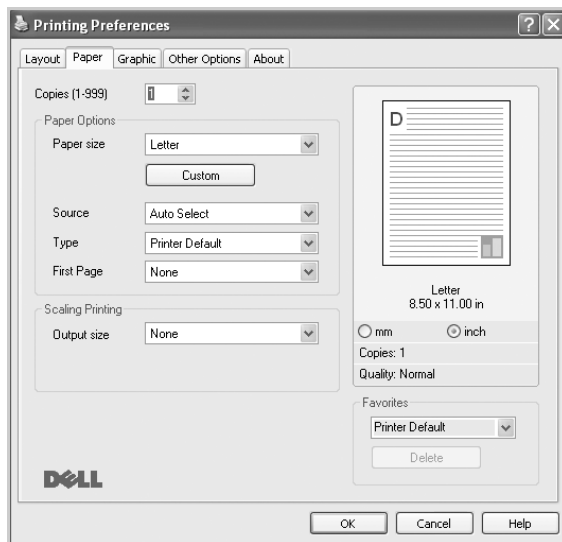 Printing Preferences
Layout Paper Graphic Other Options About
Copies (1-999) 1
Paper Options
Paper size Letter
Custom
Source Auto Select
Type Printer Default
First Page None
Scaling Printing
Output size None
D
Letter
8.50 x 11.00 in
mm inch
Copies: 1
Quality: Normal
Favorites
Printer Default
Delete
DELL
OK Cancel Help